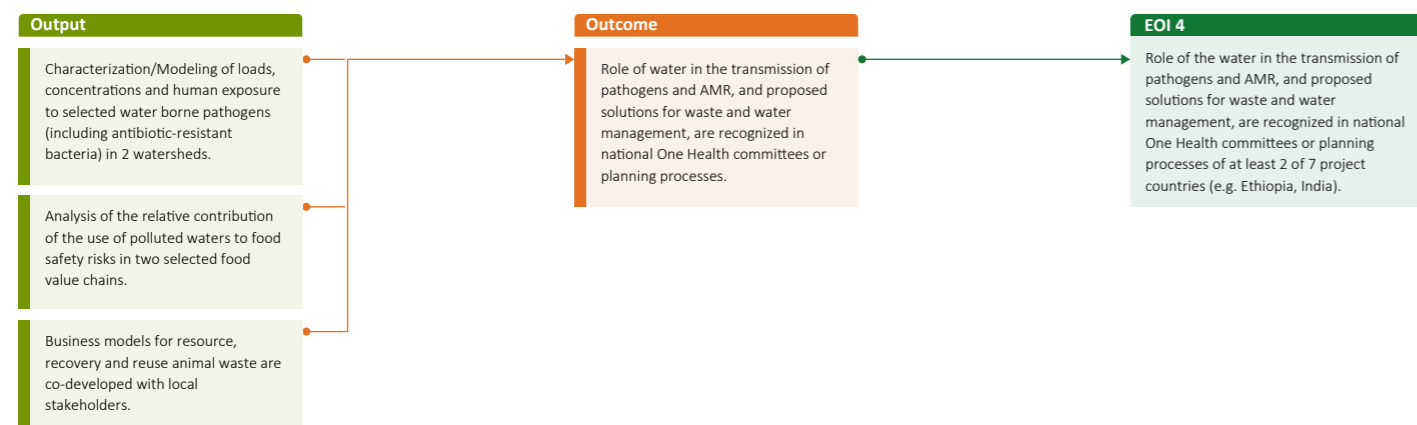 Output
Characterization/Modeling of loads,
concentrations and human exposure
to selected water borne pathogens
(including antibiotic-resistant
bacteria) in 2 watersheds.
Analysis of the relative contribution
of the use of polluted waters to food
safety risks in two selected food
value chains.
Business models for resource,
recovery and reuse animal waste are
co-developed with local
stakeholders.
Outcome
Role of water in the transmission of
pathogens and AMR, and proposed
solutions for waste and water
management, are recognized in
national One Health committees or
planning processes.
EOI 4
Role of the water in the transmission of
pathogens and AMR, and proposed
solutions for waste and water
management, are recognized in national
One Health committees or planning
processes of at least 2 of 7 project
countries (e.g. Ethiopia, India).